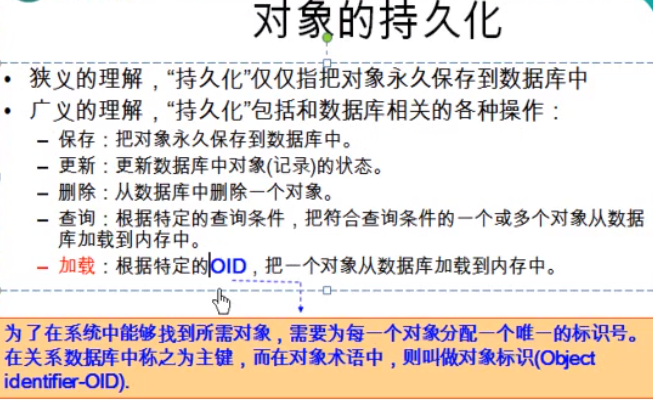 对象的持久化
• 狭义的理解，“持久化”仅仅指把对象永久保存到数据库中
• 广义的理解，“持久化”包括和数据库相关的各种操作：
– 保存：把对象永久保存到数据库中。
– 更新：更新数据库中对象(记录)的状态。
– 删除：从数据库中删除一个对象。
– 查询：根据特定的查询条件，把符合查询条件的一个或多个对象从数据
库加载到内存中。
– 加载：根据特定的OID，把一个对象从数据库加载到内存中。
为了在系统中能够找到所需对象，需要为每一个对象分配一个唯一的标识号。
在关系数据库中称之为主键，而在对象术语中，则叫做对象标识(Object
identifier-OID).